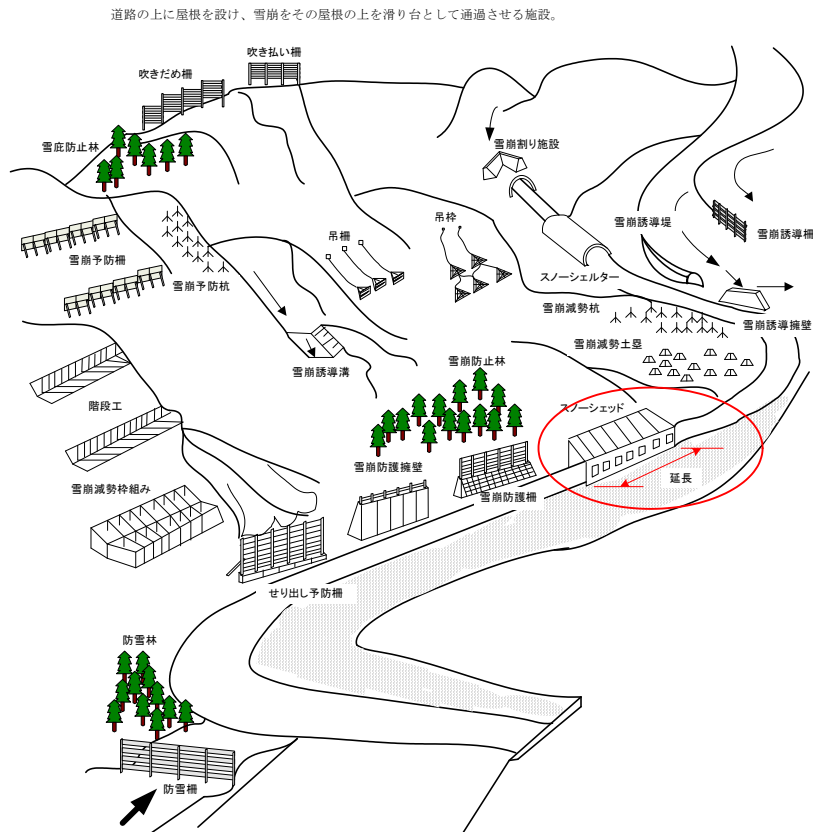 道路の上に屋根を設け、雪崩をその屋根の上を滑り台として通過させる施設。
吹き払い柵
吹きだめ柵
雪庇防止林
雪崩割り施設
吊柵
吊枠
雪崩誘導堤
雪崩誘導柵
雪崩予防柵
雪崩予防杭
スノーシェルター
雪崩減勢杭
雪崩誘導擁壁
雪崩減勢土塁
雪崩誘導溝
雪崩防止林
階段工
スノーシェッド
雪崩防護擁壁
延長
雪崩減勢枠組み
雪崩防護柵
せり出し予防柵
防雪林
防雪柵